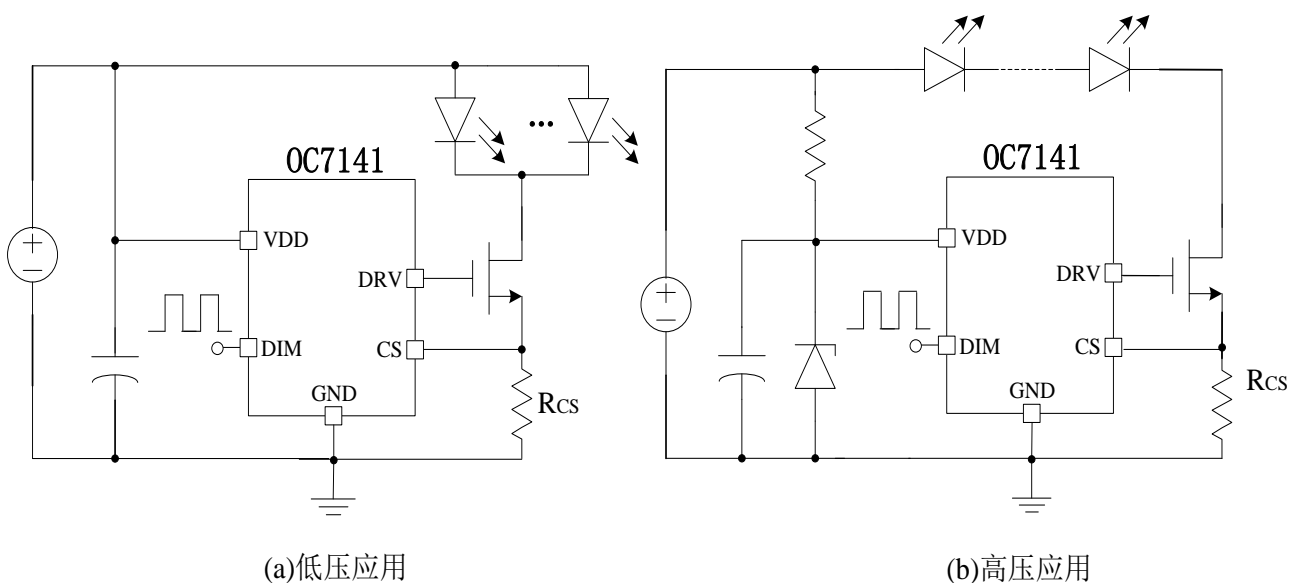 OC7141
VDD
DRV
DIM
CS
GND
RCS
(a)低压应用
OC7141
VDD
DRV
DIM
CS
GND
RCS
(b)高压应用